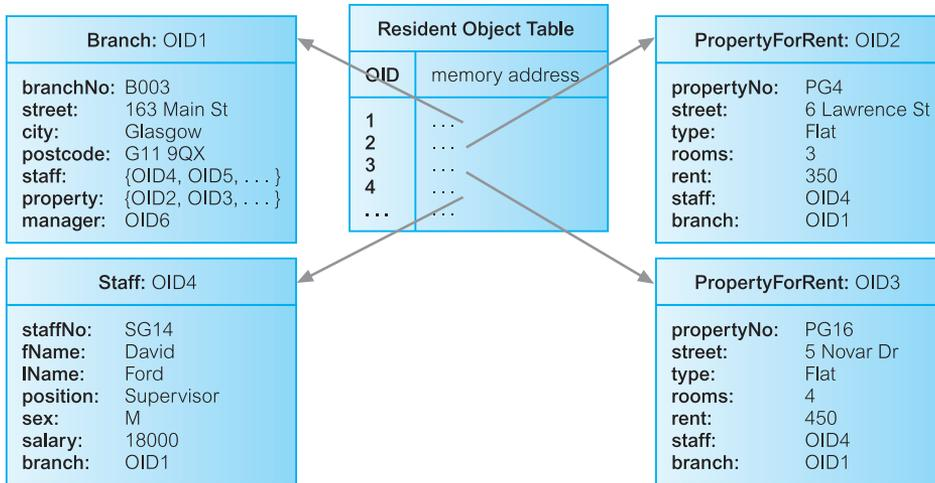 Branch: OID1
branchNo: B003
street: 163 Main St
city: Glasgow
postcode: G11 9QX
staff: {OID4, OID5, . . . }
property: {OID2, OID3, . . . }
manager: OID6
Resident Object Table
OID memory address
1 . . .
2 . . .
3 . . .
4 . . .
. . . . . .
PropertyForRent: OID2
propertyNo: PG4
street: 6 Lawrence St
type: Flat
rooms: 3
rent: 350
staff: OID4
branch: OID1
Staff: OID4
staffNo: SG14
fName: David
lName: Ford
position: Supervisor
sex: M
salary: 18000
branch: OID1
PropertyForRent: OID3
propertyNo: PG16
street: 5 Novar Dr
type: Flat
rooms: 4
rent: 450
staff: OID4
branch: OID1